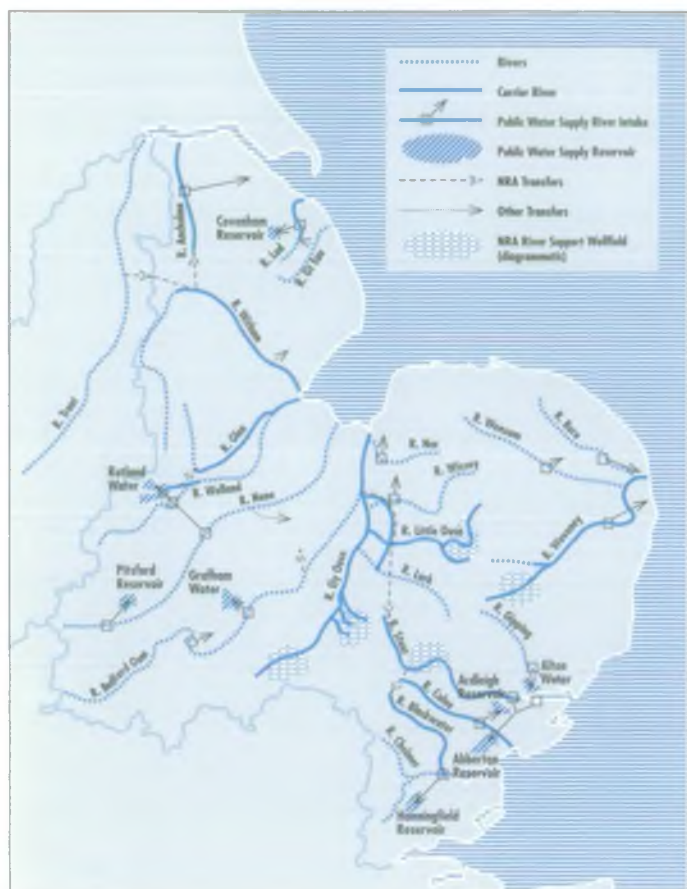 Rivers
Carrier River
Public Water Supply River Intake
Public Water Supply Reservoir
NRA Transfers
Other Transfers
NRA River Support Wellfield
(diagrammatic)
R. Ancholme
Covenham
Reservoir
R. Lud
R. Gt Eau
R. Witham
R. Trent
R. Glen
Rutland
Water
R. Welland
R. Nene
R. Nar
R. Wissey
R. Wensum
R. Bure
R. Little Ouse
R. Waveney
Pitsford
Reservoir
Grafham
Water
R. Ely Ouse
R. Lark
R. Gipping
R. Bedford Ouse
R. Stour
Alton
Water
Ardleigh
Reservoir
R. Colne
R. Blackwater
Abberton
Reservoir
R. Chelmer
Hanningfield
Reservoir